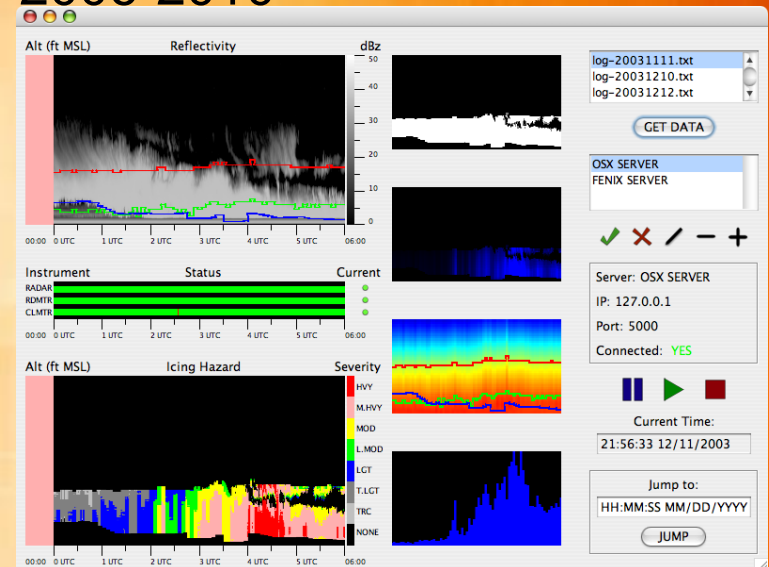 2003-2010
Alt (ft MSL) Reflectivity dBz
50
40
30
20
10
0
00:00 0 UTC 1 UTC 2 UTC 3 UTC 4 UTC 5 UTC 06:00
Instrument Status Current
RADAR
RDMTR
CLMTR
00:00 0 UTC 1 UTC 2 UTC 3 UTC 4 UTC 5 UTC 06:00
Alt (ft MSL) Icing Hazard Severity
HVY
M.HVY
MOD
L.MOD
LGT
T.LGT
TRC
NONE
00:00 0 UTC 1 UTC 2 UTC 3 UTC 4 UTC 5 UTC 06:00
log-20031111.txt
log-20031210.txt
log-20031212.txt
GET DATA
OSX SERVER
FENIX SERVER
Server: OSX SERVER
IP: 127.0.0.1
Port: 5000
Connected: YES
Current Time:
21:56:33 12/11/2003
Jump to:
HH:MM:SS MM/DD/YYYY
JUMP